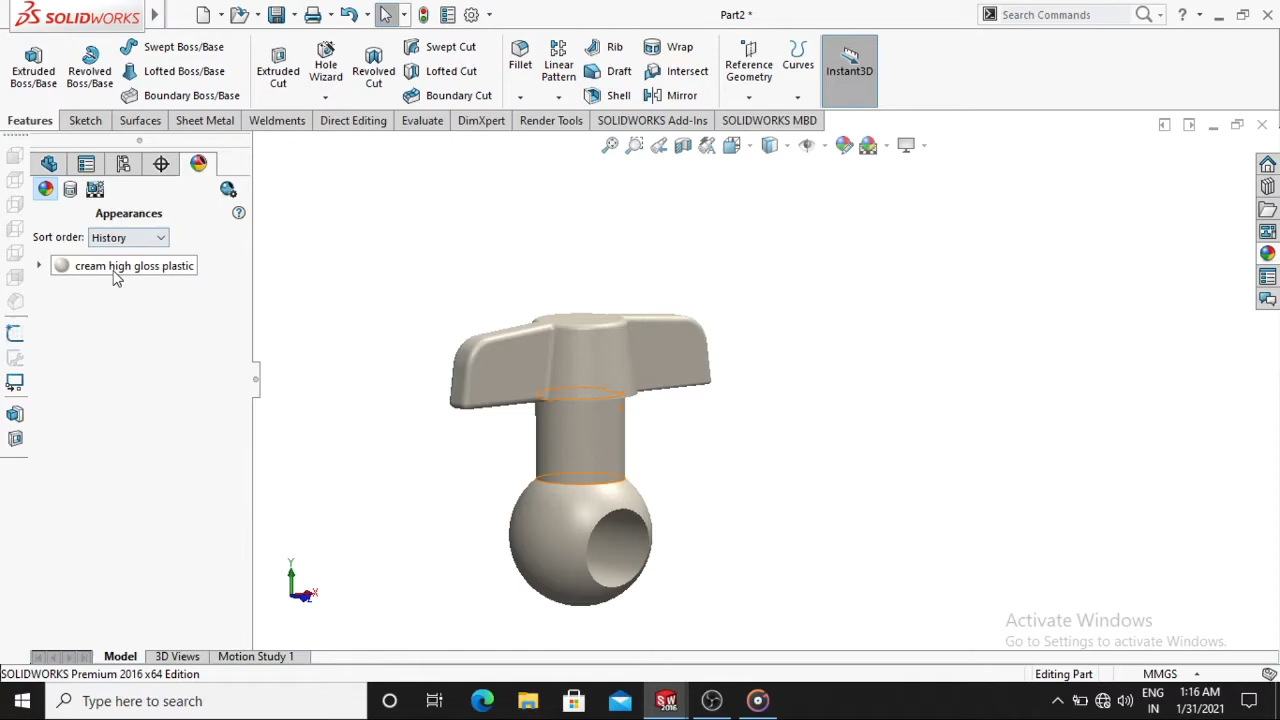 SOLIDWORKS
Part2 *
Search Commands
Extruded Boss/Base
Revolved Boss/Base
Swept Boss/Base
Lofted Boss/Base
Boundary Boss/Base
Extruded Cut
Hole Wizard
Revolved Cut
Swept Cut
Lofted Cut
Boundary Cut
Fillet
Linear Pattern
Rib
Draft
Shell
Wrap
Intersect
Mirror
Reference Geometry
Curves
Instant3D
Features Sketch Surfaces Sheet Metal Weldments Direct Editing Evaluate DimXpert Render Tools SOLIDWORKS Add-Ins SOLIDWORKS MBD
Appearances
Sort order: History
cream high gloss plastic
Y
X
Z
Activate Windows
Go to Settings to activate Windows.
Model 3D Views Motion Study 1
SOLIDWORKS Premium 2016 x64 Edition
Editing Part
MMGS
Type here to search
SW
2016
ENG
IN
1:16 AM
1/31/2021